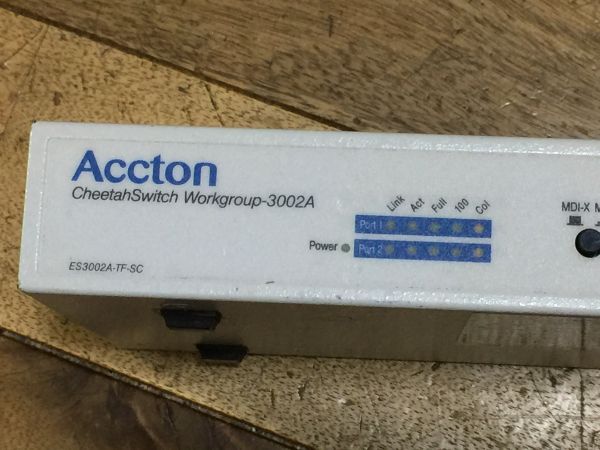 Accton
CheetahSwitch Workgroup-3002A
Link Act Full 100 Col
Port 1
Power Port 2
MDI-X M
ES3002A-TF-SC